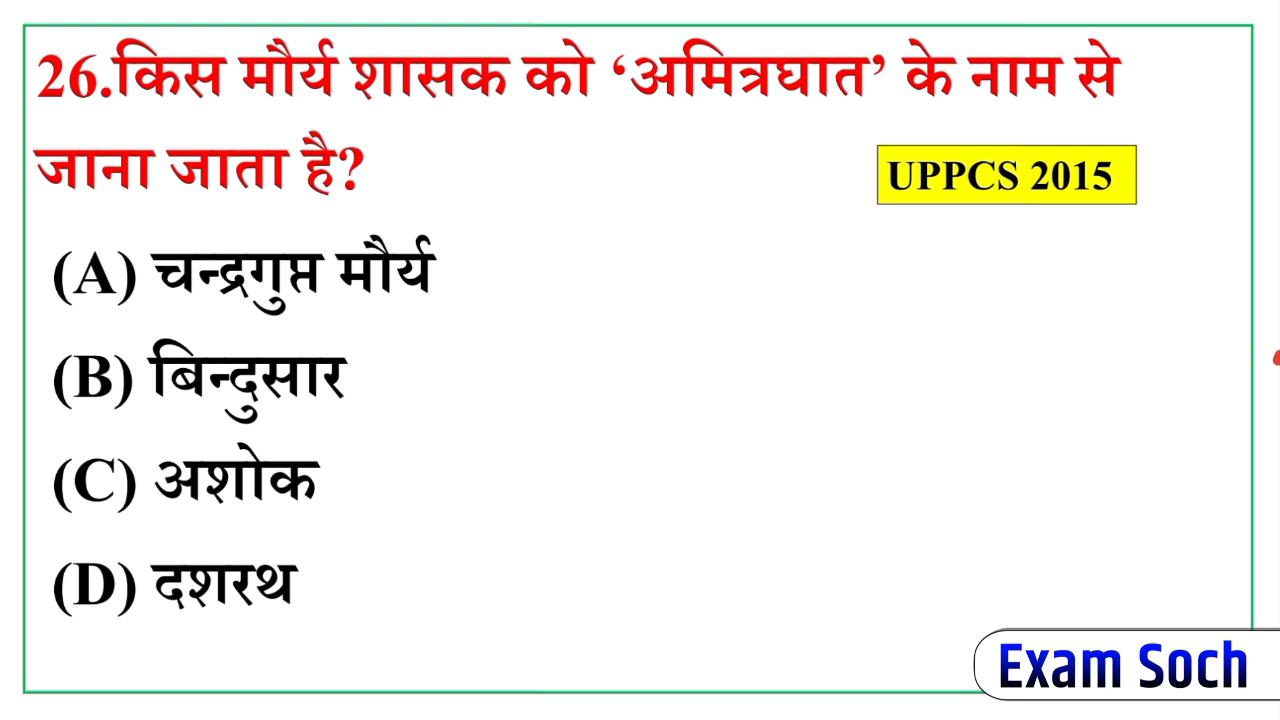 26.किस मौर्य शासक को ‘अमित्रघात’ के नाम से
जाना जाता है?
UPPCS 2015
(A) चन्द्रगुप्त मौर्य
(B) बिन्दुसार
(C) अशोक
(D) दशरथ
Exam Soch